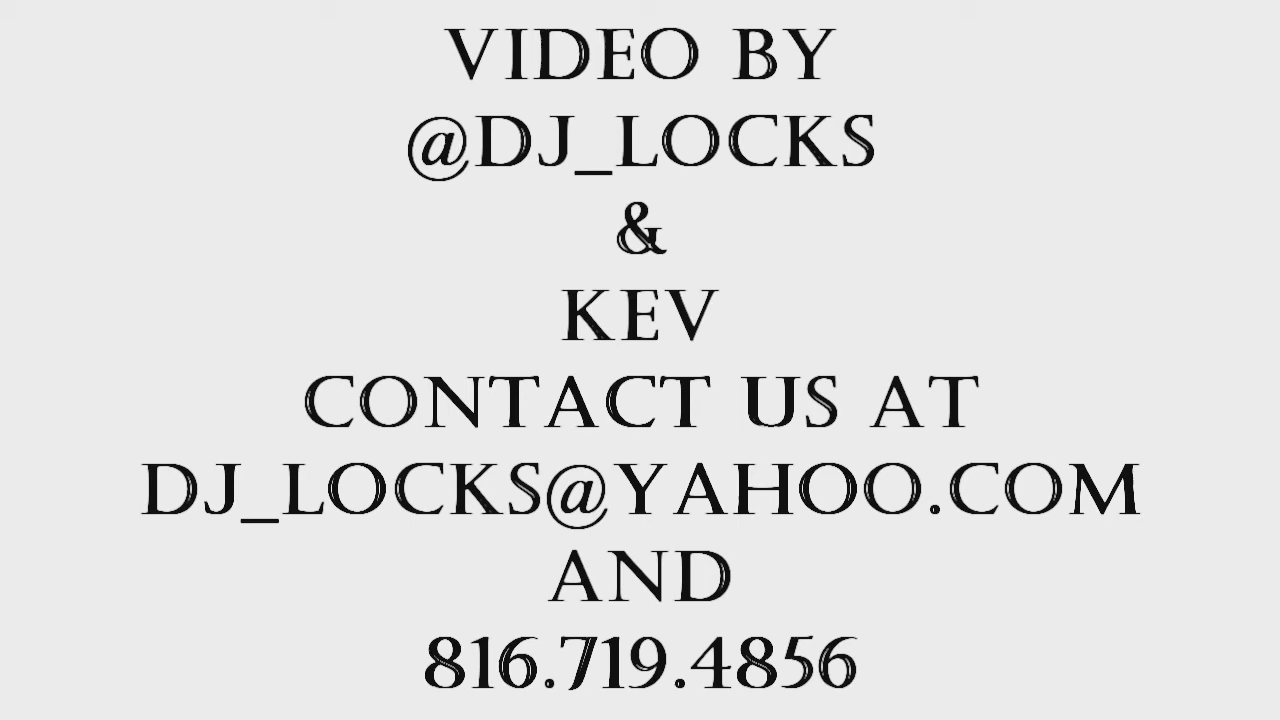 VIDEO BY
@DJ_LOCKS
&
KEV
CONTACT US AT
DJ_LOCKS@YAHOO.COM
AND
816.719.4856